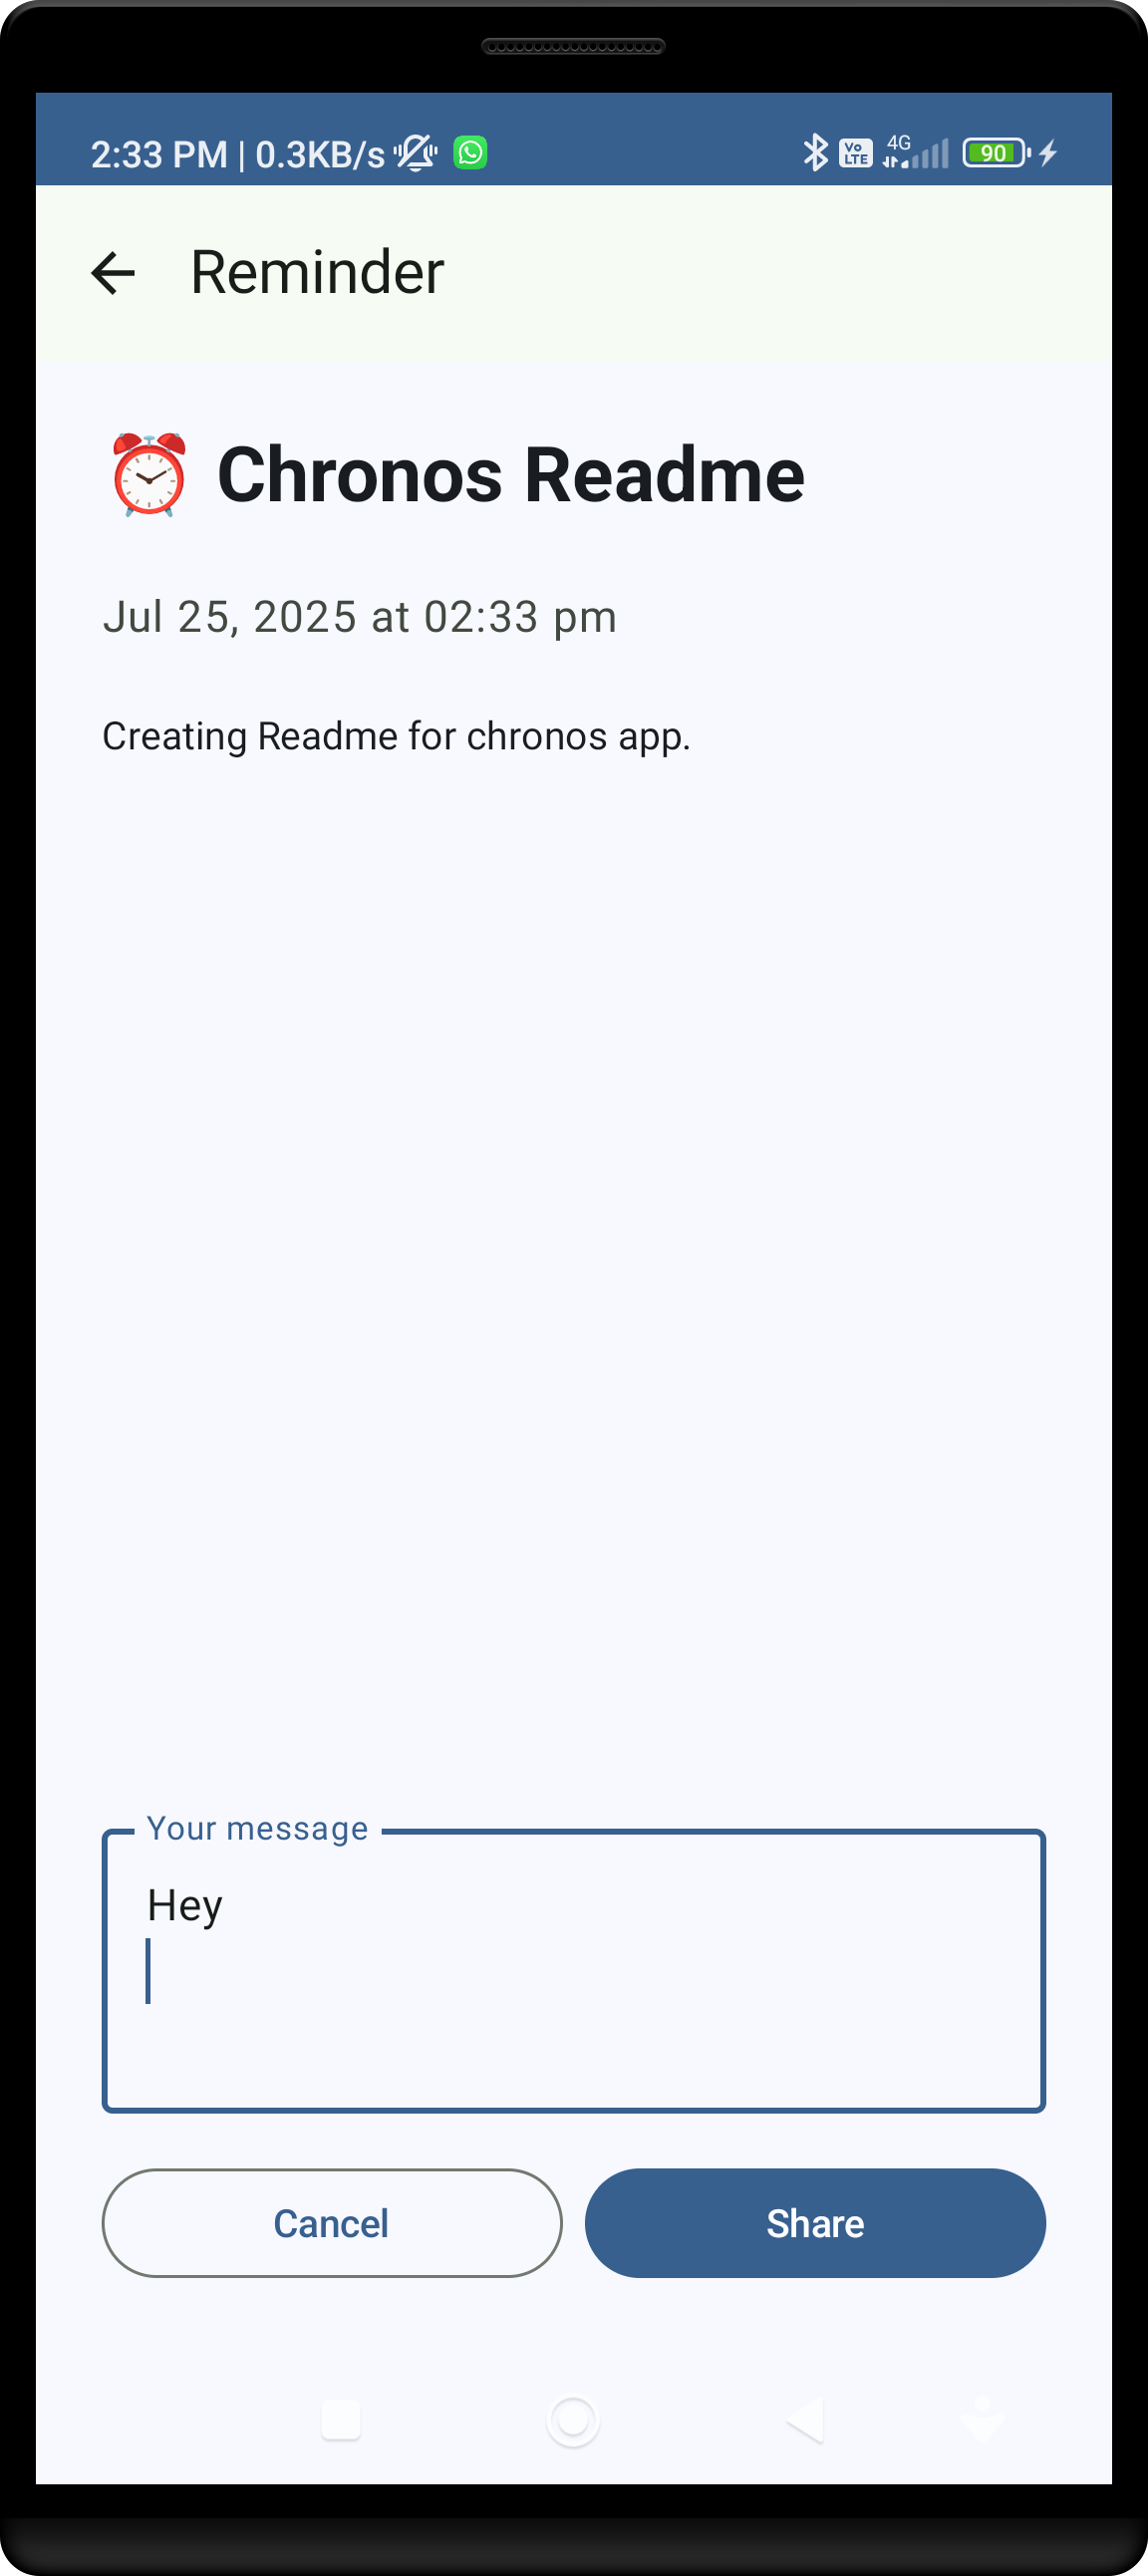 2:33 PM | 0.3KB/s Vo LTE 4G 90
Reminder
⏰ Chronos Readme
Jul 25, 2025 at 02:33 pm
Creating Readme for chronos app.
Your message
Hey
Cancel Share